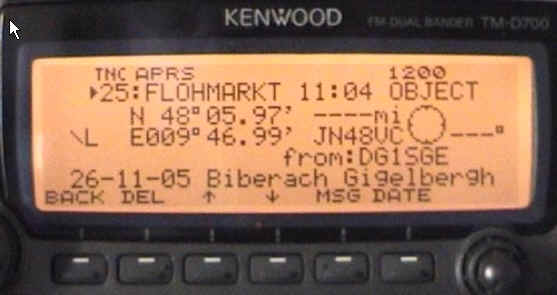 KENWOOD FM DUAL BANDER TM-D700
TNC APRS 1200
25:FLOHMARKT 11:04 OBJECT
N 48°05.97' ----mi
\L E009°46.99' JN48VC ---°
from:DG1SGE
26-11-05 Biberach Gigelbergh
BACK DEL ↑ ↓ MSG DATE